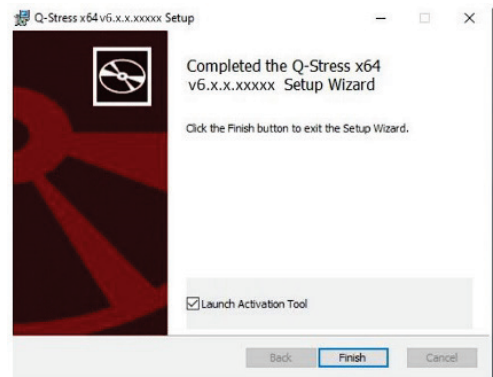 Q-Stress x64 v6.x.x.xxxxx Setup
Completed the Q-Stress x64
v6.x.x.xxxxx Setup Wizard
Click the Finish button to exit the Setup Wizard.
Launch Activation Tool
Back Finish Cancel